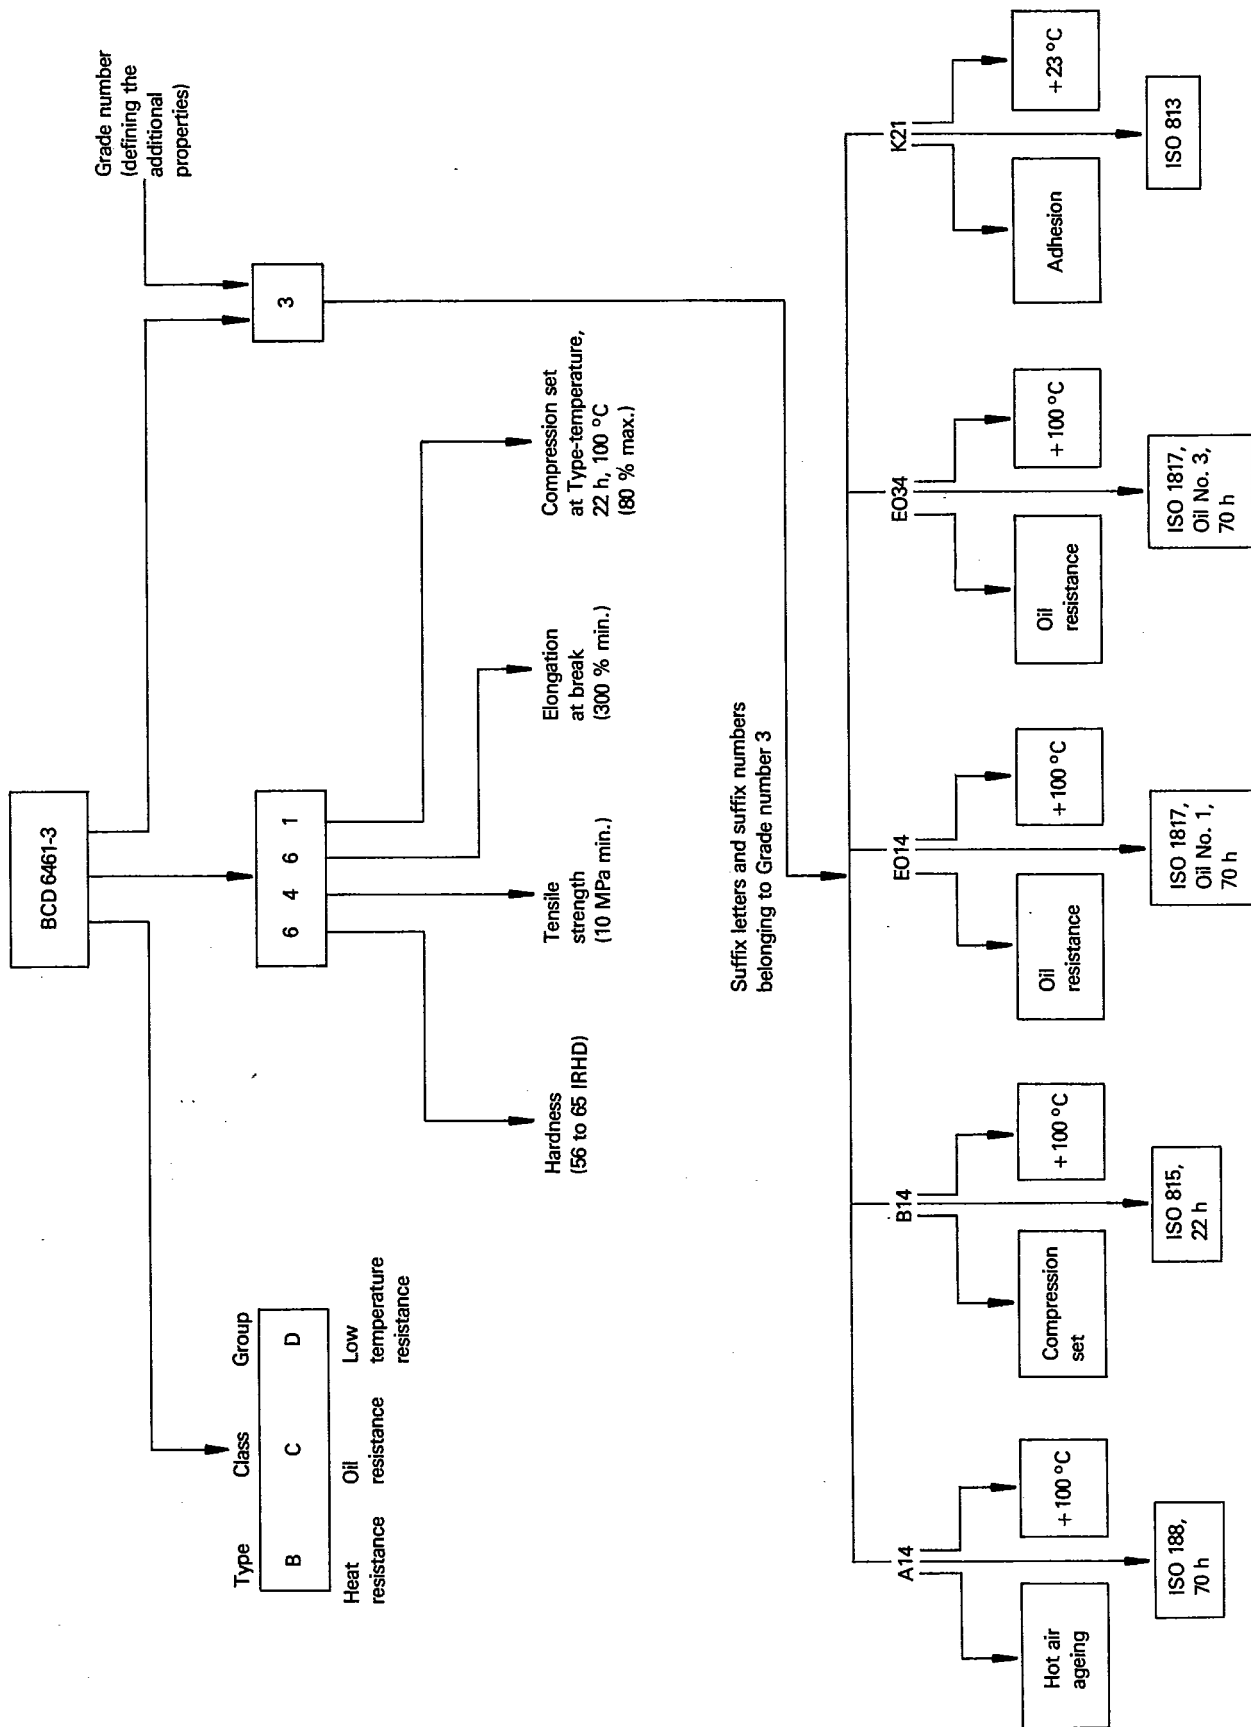 BCD 6461-3
Grade number
(defining the
additional
properties)
Type Class Group
B C D
Heat
resistance
Oil
resistance
Low
temperature
resistance
6 4 6 1
3
Hardness
(56 to 65 IRHD)
Tensile
strength
(10 MPa min.)
Elongation
at break
(300 % min.)
Compression set
at Type-temperature,
22 h, 100 °C
(80 % max.)
Suffix letters and suffix numbers
belonging to Grade number 3
A14
Hot air
ageing
+100 °C
ISO 188,
70 h
B14
Compression
set
+100 °C
ISO 815,
22 h
EO14
Oil
resistance
+100 °C
ISO 1817,
Oil No. 1,
70 h
EO34
Oil
resistance
+100 °C
ISO 1817,
Oil No. 3,
70 h
K21
Adhesion
+23 °C
ISO 813